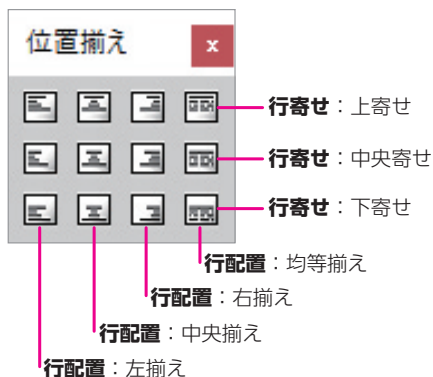 位置揃え
x
行寄せ：上寄せ
行寄せ：中央寄せ
行寄せ：下寄せ
行配置：均等揃え
行配置：右揃え
行配置：中央揃え
行配置：左揃え